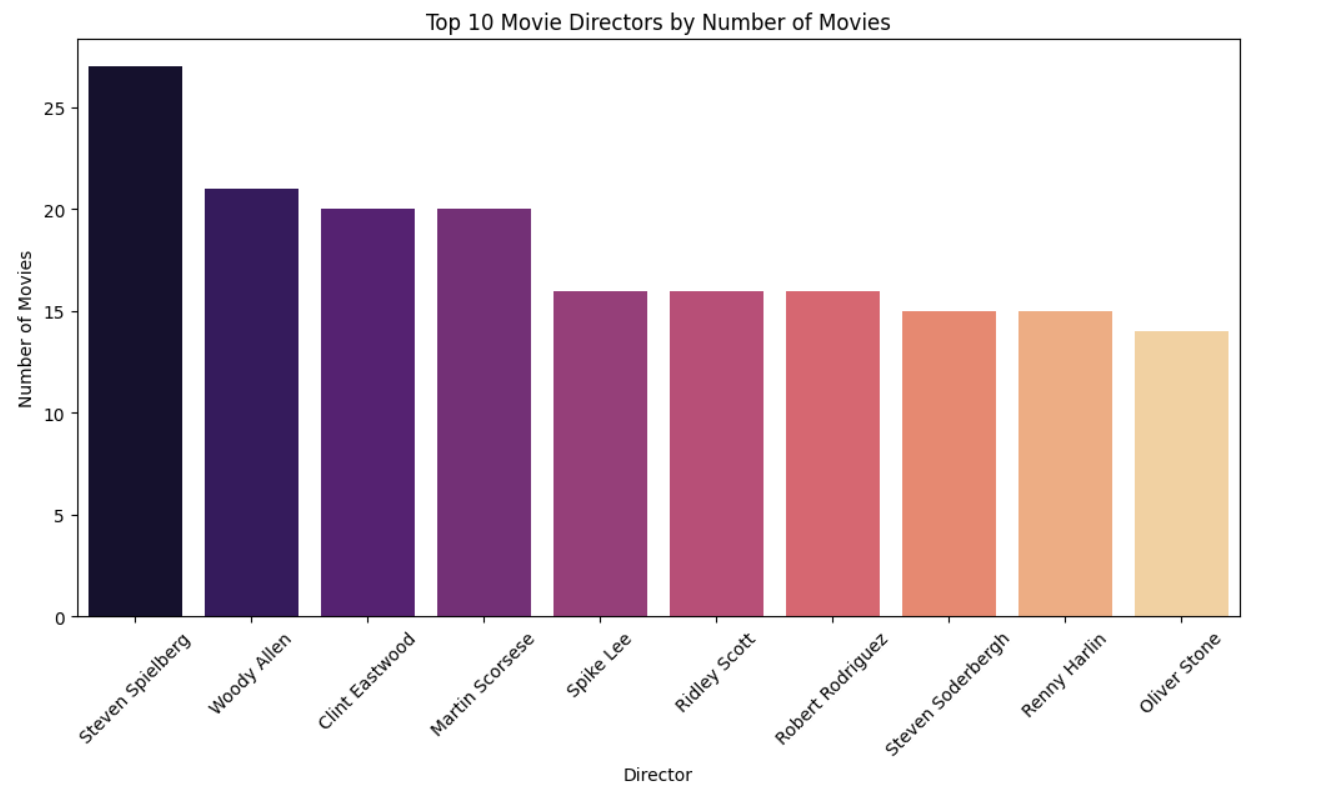 Top 10 Movie Directors by Number of Movies
Number of Movies
25
20
15
10
5
0
Steven Spielberg
Woody Allen
Clint Eastwood
Martin Scorsese
Spike Lee
Ridley Scott
Robert Rodriguez
Steven Soderbergh
Renny Harlin
Oliver Stone
Director